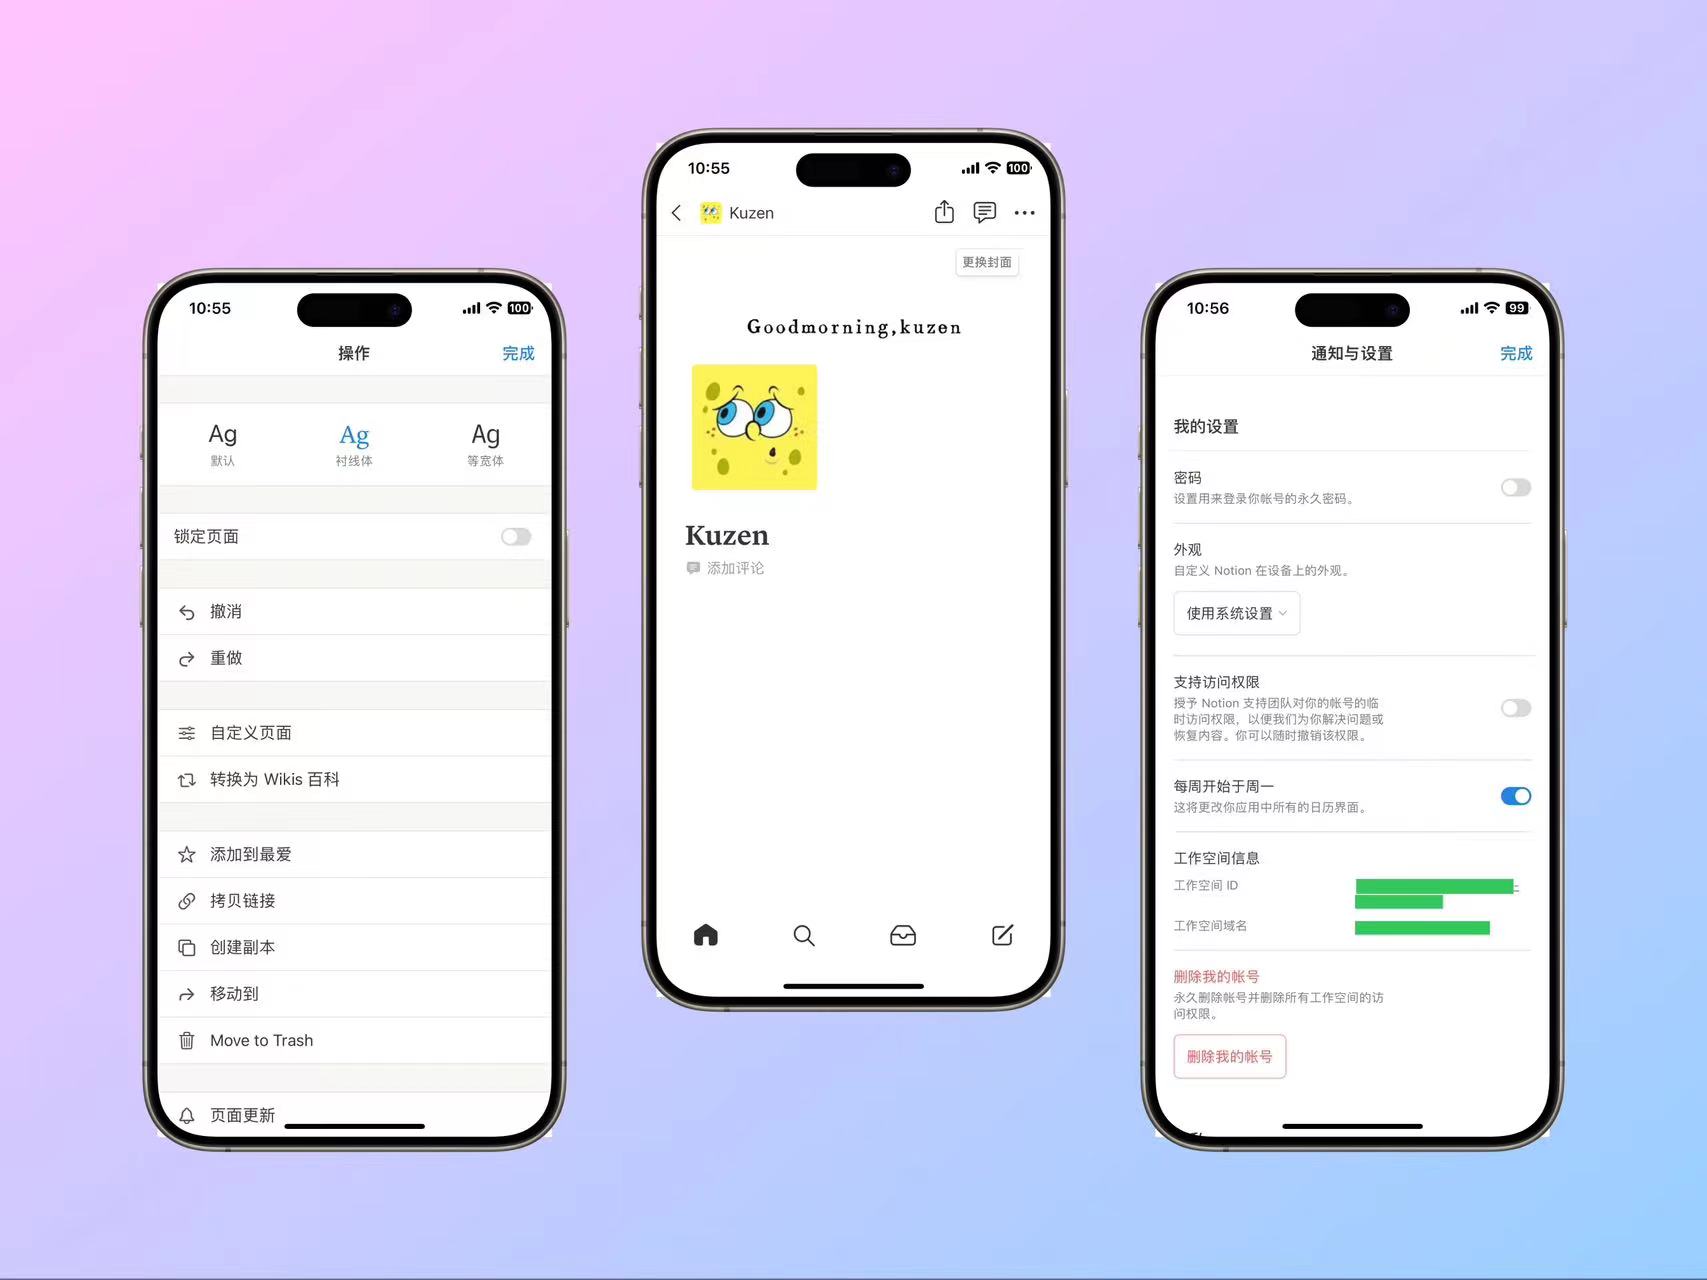 10:55
100
操作
完成
Ag
Ag
Ag
默认
衬线体
等宽体
锁定页面
撤消
重做
自定义页面
转换为 Wikis 百科
添加到最爱
拷贝链接
创建副本
移动到
Move to Trash
页面更新
10:55
100
Kuzen
更换封面
Goodmorning,kuzen
Kuzen
添加评论
10:56
99
通知与设置
完成
我的设置
密码
设置用来登录你帐号的永久密码。
外观
自定义 Notion 在设备上的外观。
使用系统设置
支持访问权限
授予 Notion 支持团队对你的帐号的临
时访问权限，以便我们为你解决问题或
恢复内容。你可以随时撤销该权限。
每周开始于周一
这将更改你应用中所有的日历界面。
工作空间信息
工作空间 ID
工作空间域名
删除我的帐号
永久删除帐号并删除所有工作空间的访
问权限。
删除我的帐号